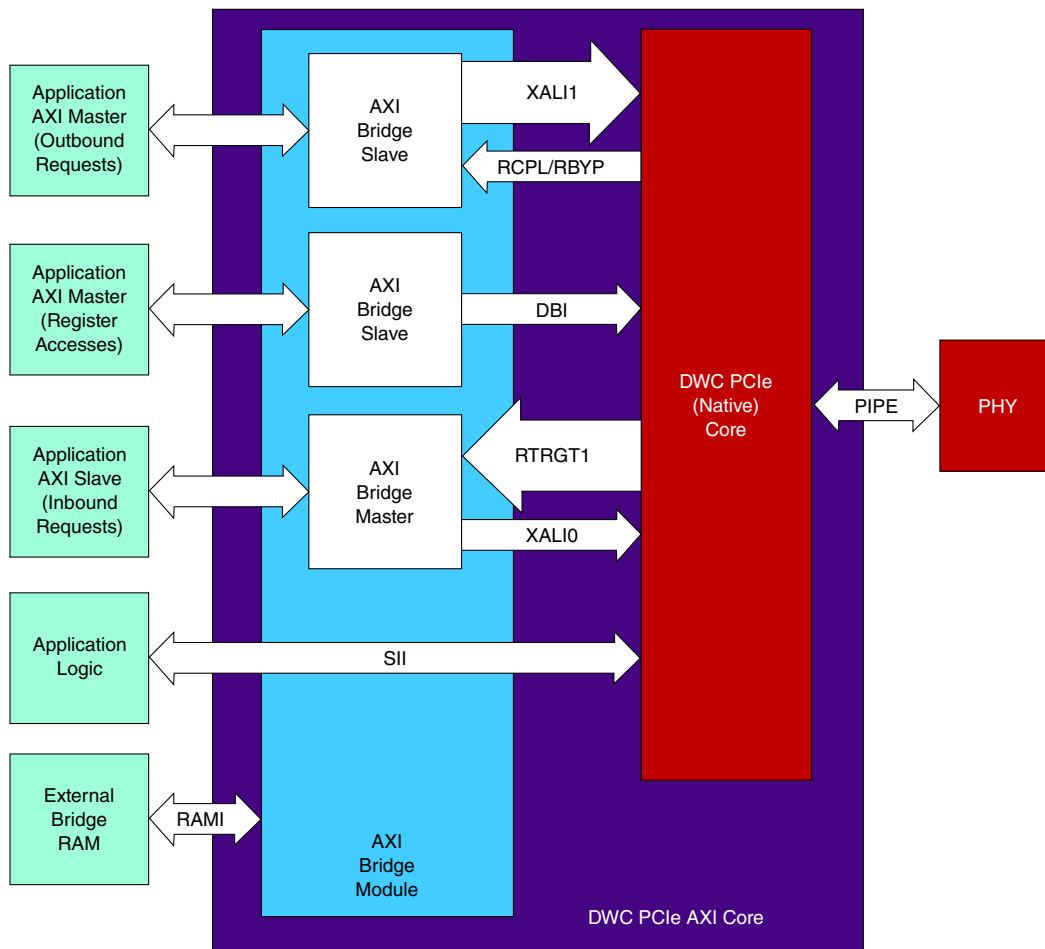 Application
AXI Master
(Outbound
Requests)
AXI
Bridge
Slave
XALI1
RCPL/RBYP
Application
AXI Master
(Register
Accesses)
AXI
Bridge
Slave
DBI
DWC PCIe
(Native)
Core
PIPE
PHY
Application
AXI Slave
(Inbound
Requests)
AXI
Bridge
Master
RTRGT1
XALI0
Application
Logic
SII
External
Bridge
RAM
RAMI
AXI
Bridge
Module
DWC PCIe AXI Core